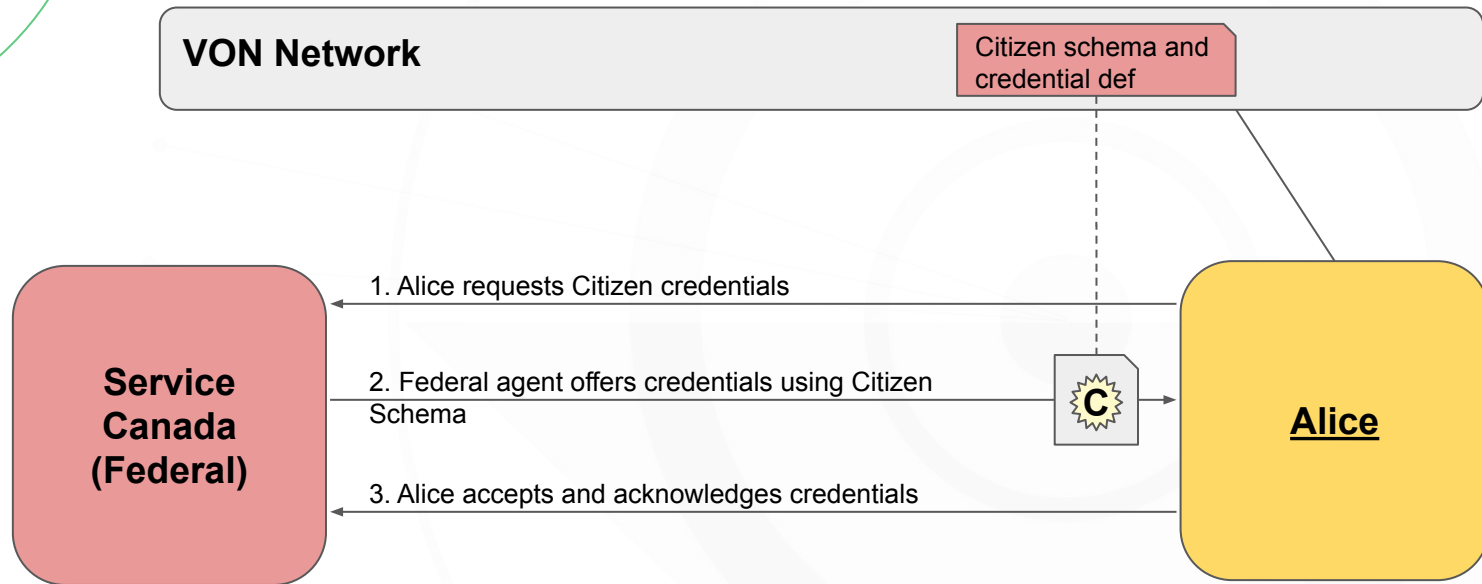 VON Network
Citizen schema and
credential def
1. Alice requests Citizen credentials
Service
Canada
(Federal)
2. Federal agent offers credentials using Citizen
Schema
C
Alice
3. Alice accepts and acknowledges credentials